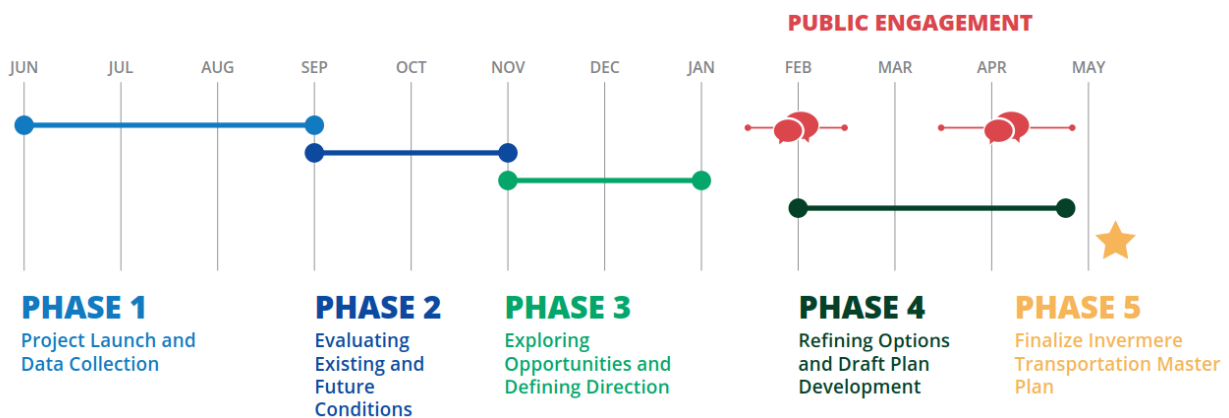 PUBLIC ENGAGEMENT
JUN JUL AUG SEP OCT NOV DEC JAN FEB MAR APR MAY
PHASE 1
Project Launch and
Data Collection
PHASE 2
Evaluating
Existing and
Future
Conditions
PHASE 3
Exploring
Opportunities and
Defining Direction
PHASE 4
Refining Options
and Draft Plan
Development
PHASE 5
Finalize Invermere
Transportation Master
Plan